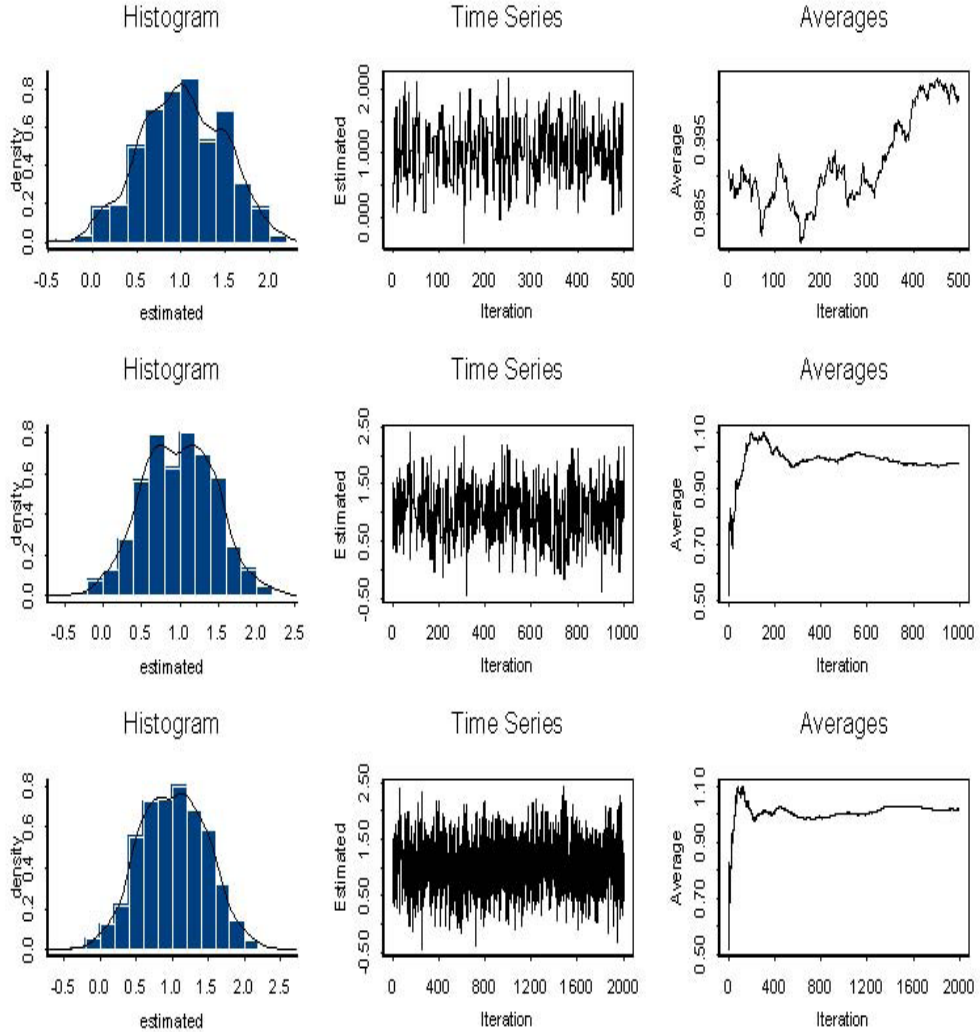 Histogram
Time Series
Averages
density
0.0 0.2 0.4 0.6 0.8
-0.5 0.0 0.5 1.0 1.5 2.0
estimated
Estimated
0.000 1.000 2.000
0 100 200 300 400 500
Iteration
Average
0.985 0.995
0 100 200 300 400 500
Iteration
Histogram
Time Series
Averages
density
0.0 0.2 0.4 0.6 0.8
-0.5 0.0 0.5 1.0 1.5 2.0 2.5
estimated
Estimated
-0.50 0.50 1.50 2.50
0 200 400 600 800 1000
Iteration
Average
0.50 0.70 0.90 1.10
0 200 400 600 800 1000
Iteration
Histogram
Time Series
Averages
density
0.0 0.2 0.4 0.6 0.8
-0.5 0.0 0.5 1.0 1.5 2.0 2.5
estimated
Estimated
-0.50 0.50 1.50 2.50
0 400 800 1200 1600 2000
Iteration
Average
0.50 0.70 0.90 1.10
0 400 800 1200 1600 2000
Iteration